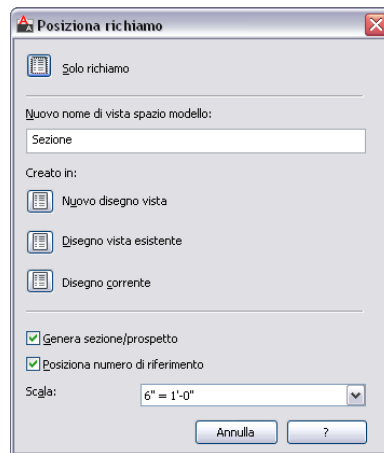 Posiziona richiamo
Solo richiamo
Nuovo nome di vista spazio modello:
Sezione
Creato in:
Nuovo disegno vista
Disegno vista esistente
Disegno corrente
Genera sezione/prospetto
Posiziona numero di riferimento
Scala: 6" = 1'-0"
Annulla ?